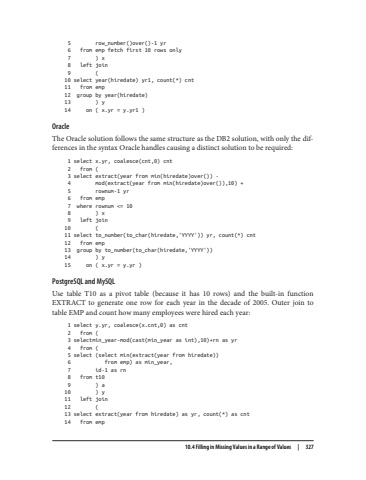 5 row_number()over()-1 yr
6 from emp fetch first 10 rows only
7 ) x
8 left join
9 (
10 select year(hiredate) yr1, count(*) cnt
11 from emp
12 group by year(hiredate)
13 ) y
14 on ( x.yr = y.yr1 )
Oracle
The Oracle solution follows the same structure as the DB2 solution, with only the dif-
ferences in the syntax Oracle handles causing a distinct solution to be required:
1 select x.yr, coalesce(cnt,0) cnt
2 from (
3 select extract(year from min(hiredate)over()) -
4 mod(extract(year from min(hiredate)over()),10) +
5 rownum-1 yr
6 from emp
7 where rownum <= 10
8 ) x
9 left join
10 (
11 select to_number(to_char(hiredate,'YYYY')) yr, count(*) cnt
12 from emp
13 group by to_number(to_char(hiredate,'YYYY'))
14 ) y
15 on ( x.yr = y.yr )
PostgreSQL and MySQL
Use table T10 as a pivot table (because it has 10 rows) and the built-in function
EXTRACT to generate one row for each year in the decade of 2005. Outer join to
table EMP and count how many employees were hired each year:
1 select y.yr, coalesce(x.cnt,0) as cnt
2 from (
3 selectmin_year-mod(cast(min_year as int),10)+rn as yr
4 from (
5 select (select min(extract(year from hiredate))
6 from emp) as min_year,
7 id-1 as rn
8 from t10
9 ) a
10 ) y
11 left join
12 (
13 select extract(year from hiredate) as yr, count(*) as cnt
14 from emp
10.4 Filling in Missing Values in a Range of Values | 327